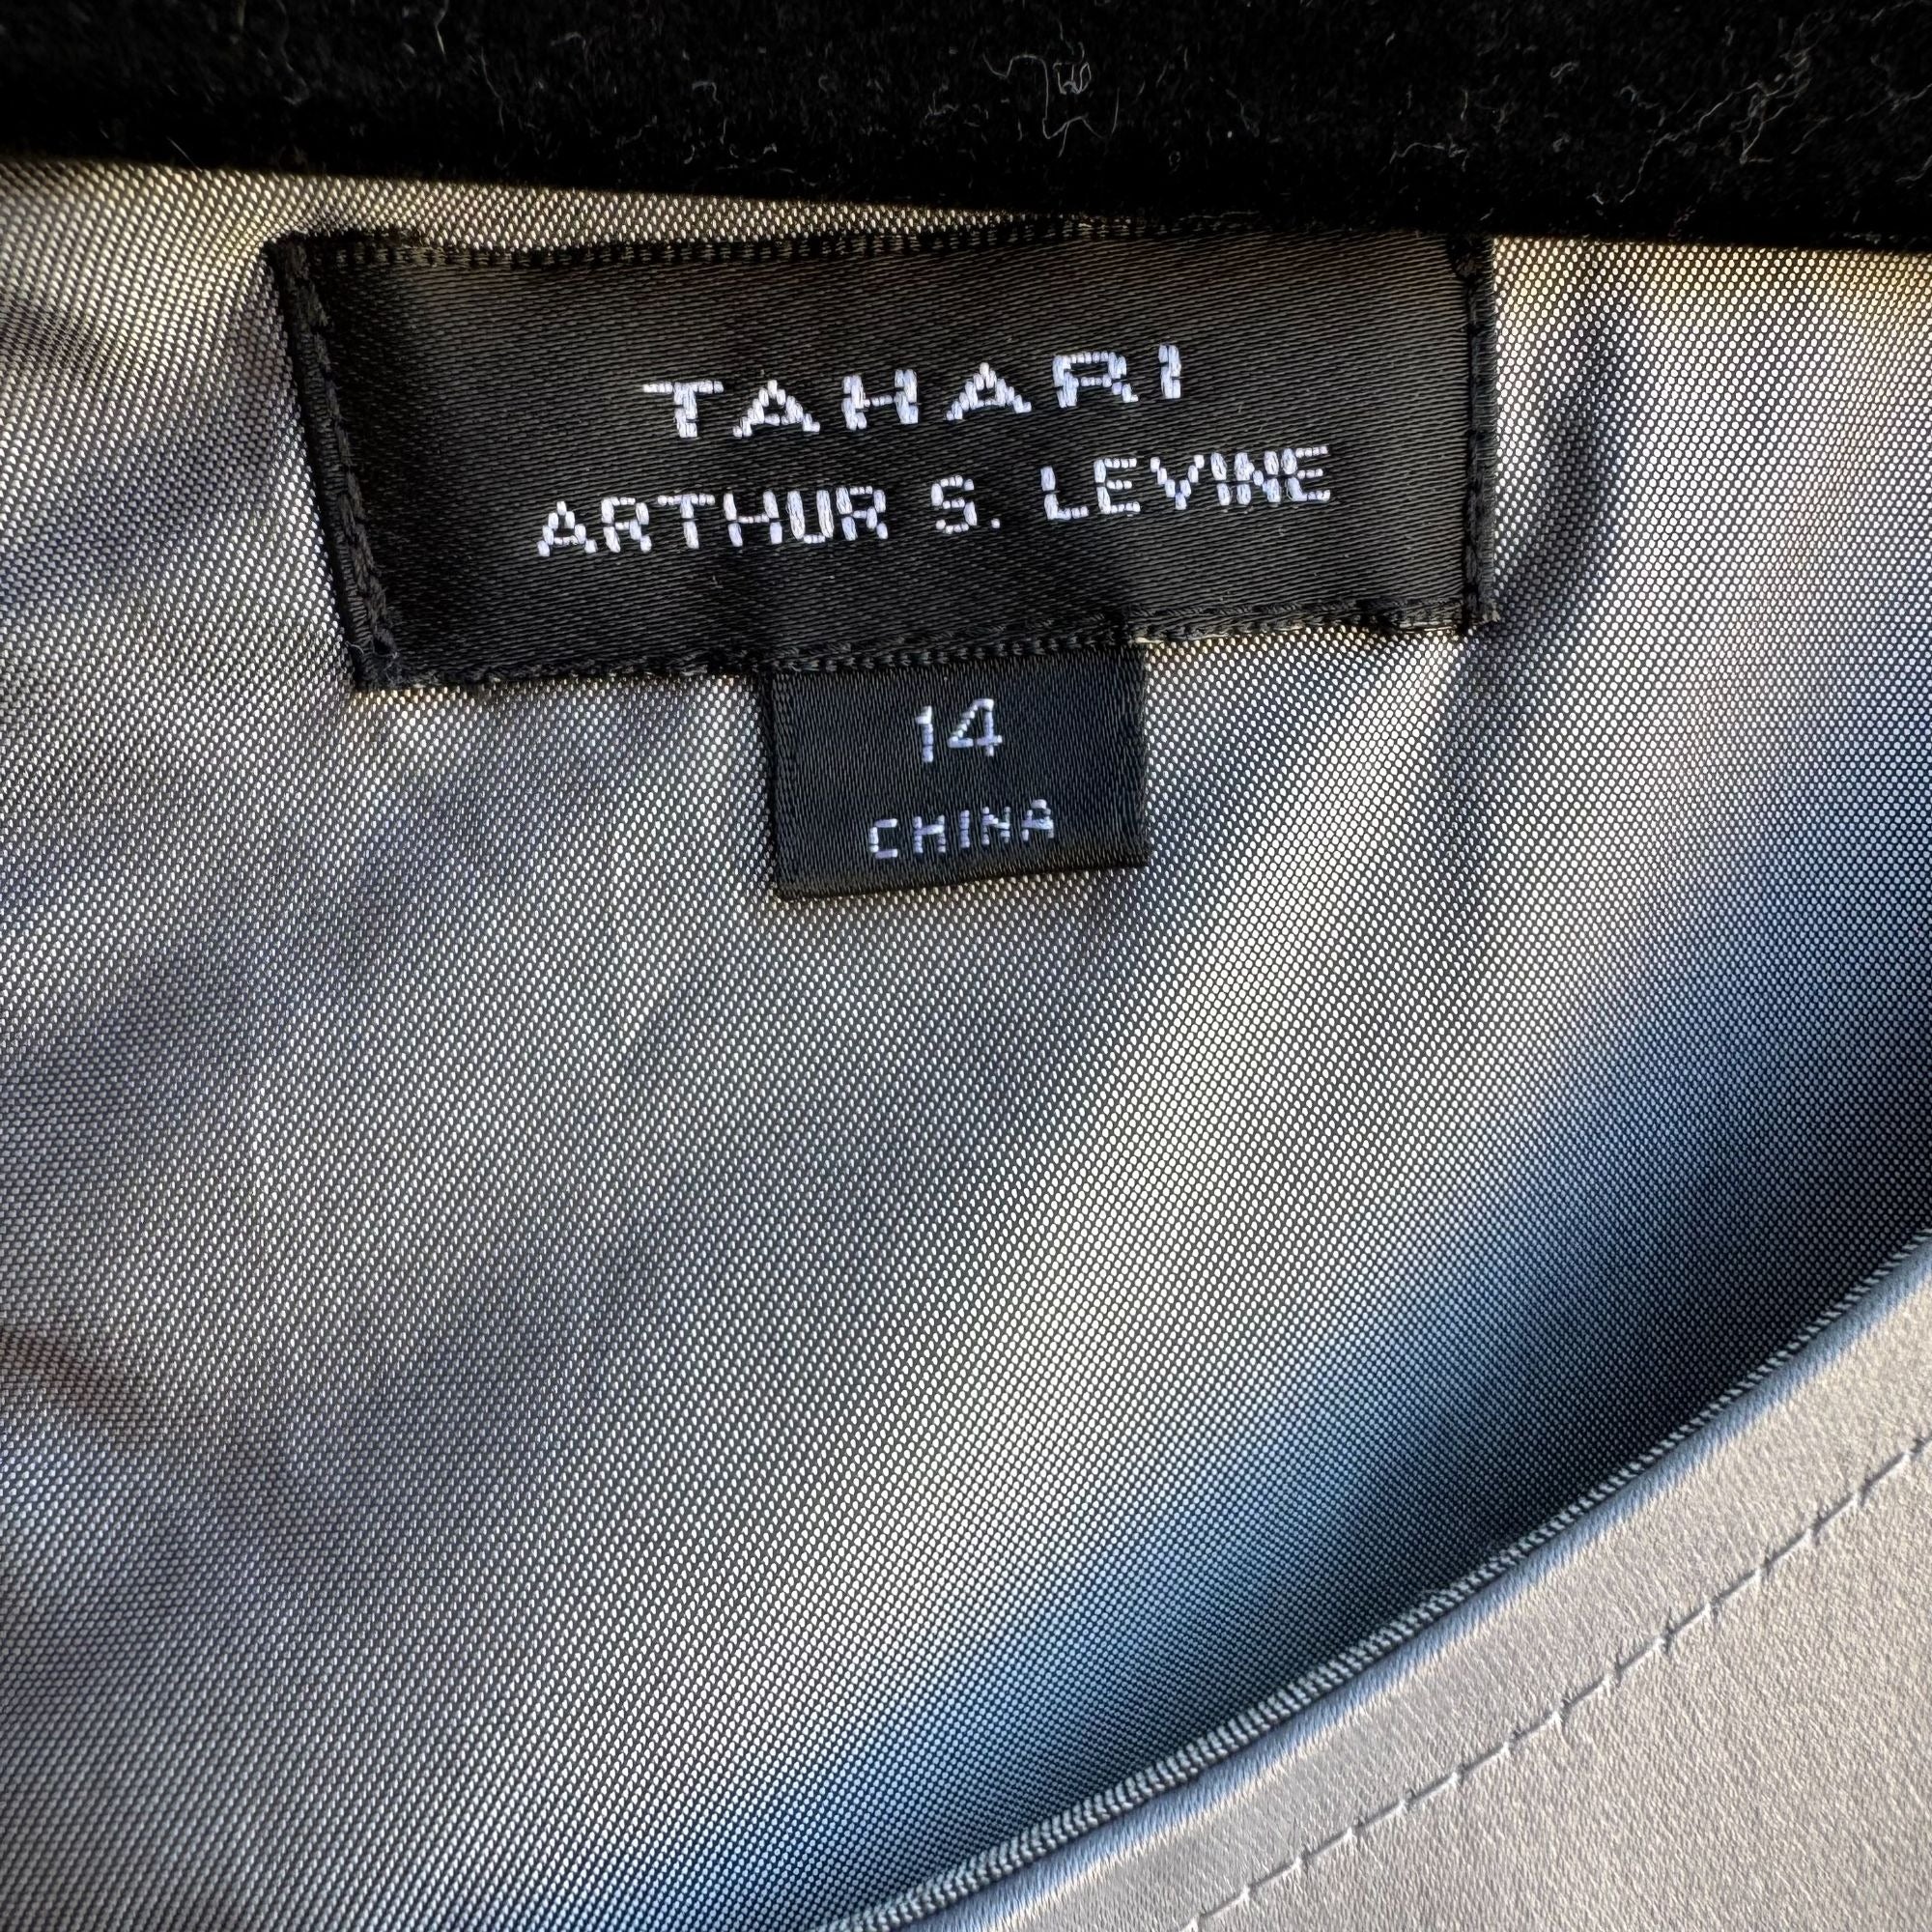 TAHARI
ARTHUR S. LEVINE
14
CHINA